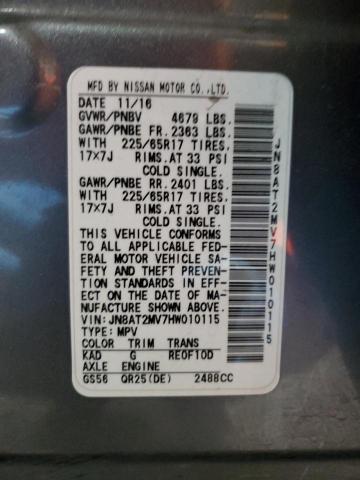 MFD BY NISSAN MOTOR CO.,LTD.
DATE 11/16
GVWR/PNBV 4679 LBS.
GAWR/PNBE FR. 2363 LBS.
WITH 225/65R17 TIRES.
17x7J RIMS.AT 33 PSI
COLD SINGLE.
GAWR/PNBE RR. 2401 LBS.
WITH 225/65R17 TIRES.
17x7J RIMS.AT 33 PSI
COLD SINGLE.
THIS VEHICLE CONFORMS
TO ALL APPLICABLE FED-
ERAL MOTOR VEHICLE SA-
FETY AND THEFT PREVEN-
TION STANDARDS IN EFF-
ECT ON THE DATE OF MA-
NUFACTURE SHOWN ABOVE.
VIN: JN8AT2MV7HW010115
TYPE: MPV
COLOR TRIM TRANS
KAD G RE0F10D
AXLE ENGINE
GS56 QR25(DE) 2488CC
JN8AT2MV7HW010115